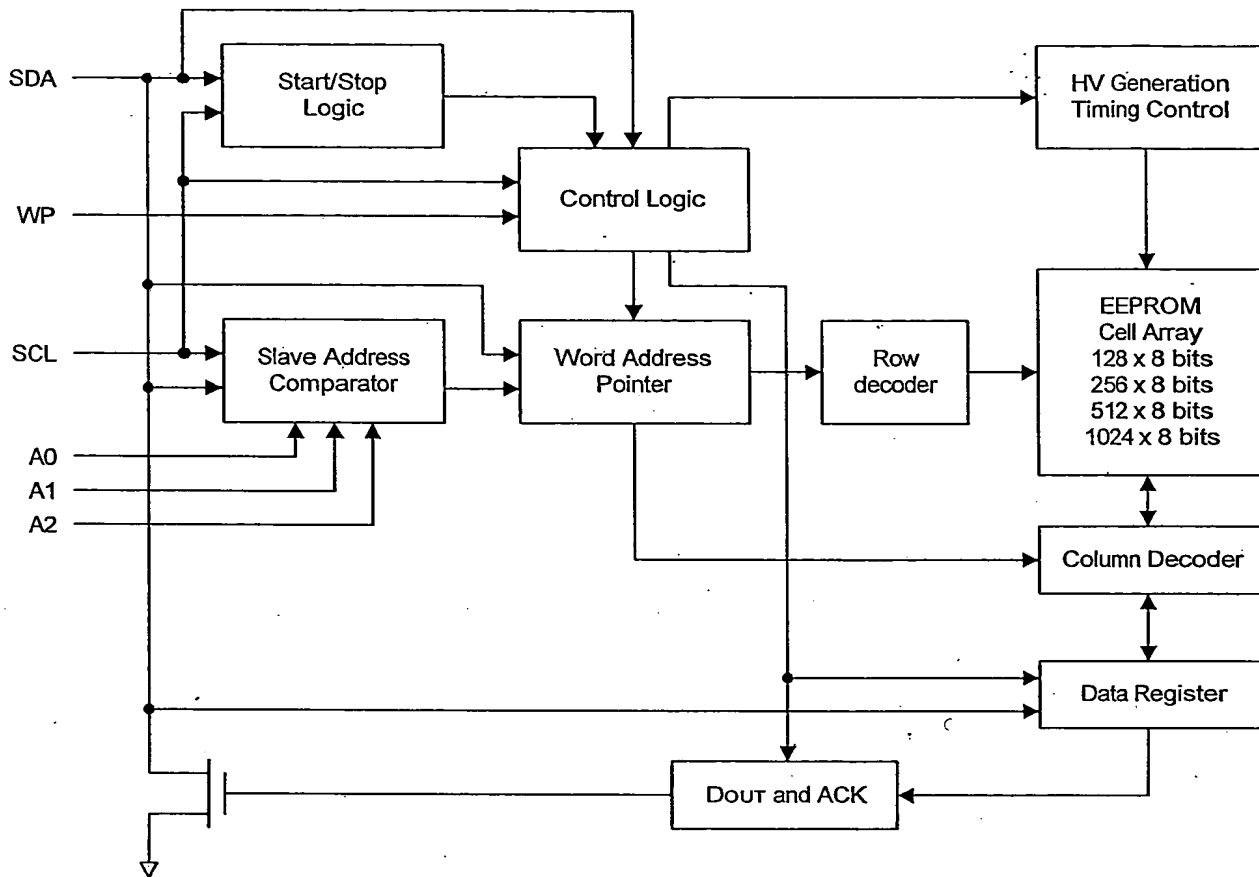 SDA
Start/Stop
Logic
HV Generation
Timing Control
WP
Control Logic
SCL
Slave Address
Comparator
Word Address
Pointer
Row
decoder
EEPROM
Cell Array
128 x 8 bits
256 x 8 bits
512 x 8 bits
1024 x 8 bits
A0
A1
A2
Column Decoder
Data Register
DOUT and ACK